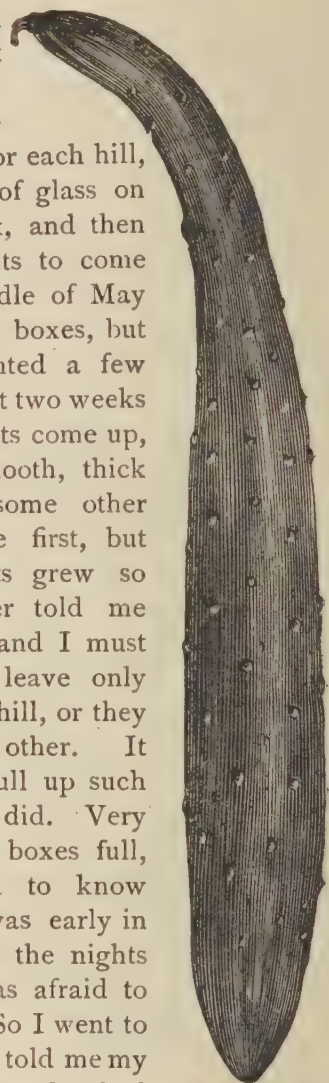 or each hill,
of glass on
, and then
ts to come
dle of May
boxes, but
nted a few
t two weeks
ts come up,
ooth, thick
some other
e first, but
s grew so
er told me
and I must
leave only
hill, or they
other. It
ull up such
did. Very
boxes full,
to know
was early in
the nights
as afraid to
So I went to
told me my